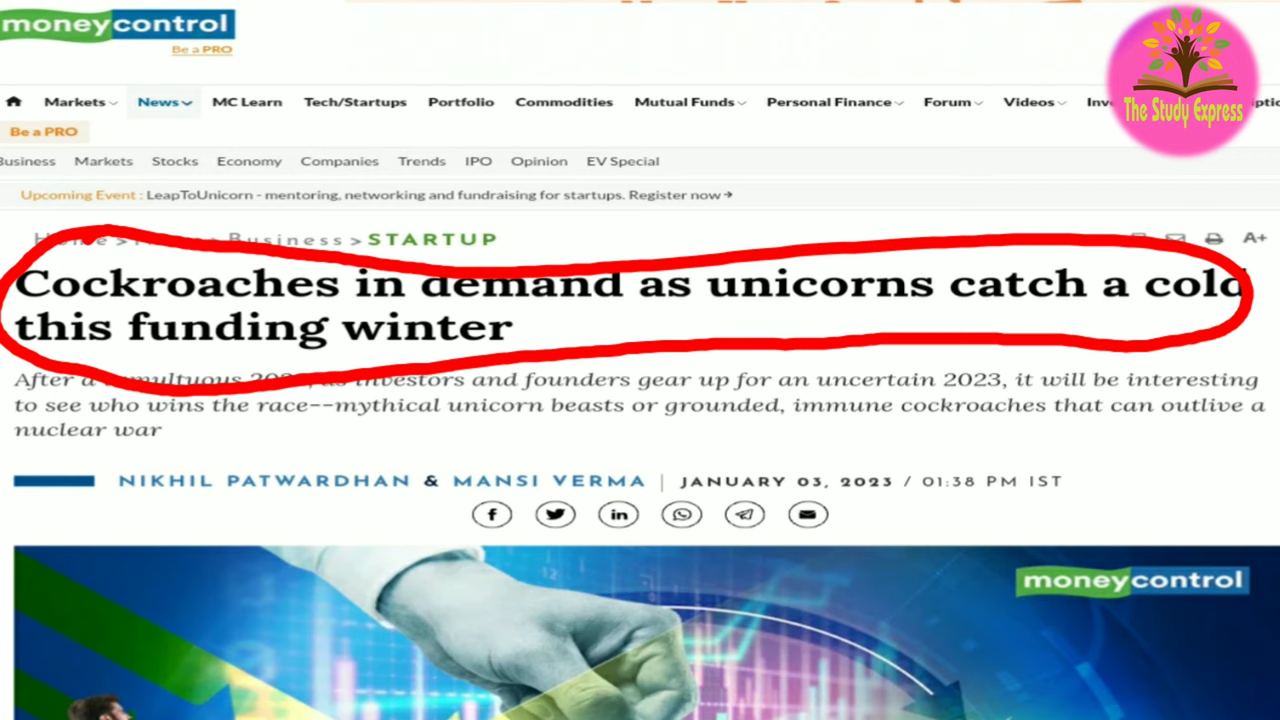 moneycontrol
Be a PRO
The Study Express
Markets News MC Learn Tech/Startups Portfolio Commodities Mutual Funds Personal Finance Forum Videos
Be a PRO
Business Markets Stocks Economy Companies Trends IPO Opinion EV Special
Upcoming Event : LeapToUnicorn - mentoring, networking and fundraising for startups. Register now →
Business > STARTUP A+
Cockroaches in demand as unicorns catch a cold
this funding winter
After a tumultuous as investors and founders gear up for an uncertain 2023, it will be interesting
to see who wins the race--mythical unicorn beasts or grounded, immune cockroaches that can outlive a
nuclear war
NIKHIL PATWARDHAN & MANSI VERMA | JANUARY 03, 2023 / 01:38 PM IST
moneycontrol